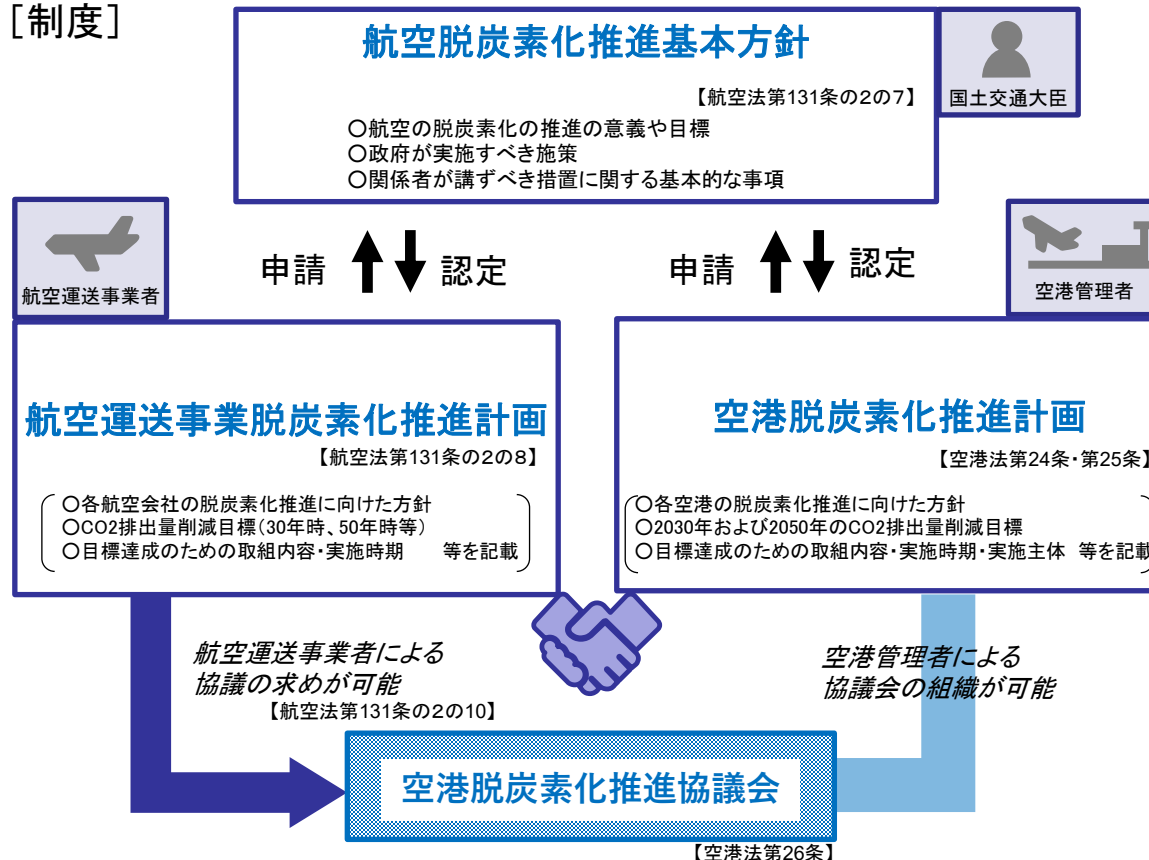 [制度]
航空脱炭素化推進基本方針
【航空法第131条の2の7】
国土交通大臣
○航空の脱炭素化の推進の意義や目標
○政府が実施すべき施策
○関係者が講ずべき措置に関する基本的な事項
航空運送事業者
申請
認定
申請
認定
空港管理者
航空運送事業脱炭素化推進計画
【航空法第131条の2の8】
○各航空会社の脱炭素化推進に向けた方針
○CO2排出量削減目標(30年時、50年時等)
○目標達成のための取組内容・実施時期 等を記載
空港脱炭素化推進計画
【空港法第24条・第25条】
○各空港の脱炭素化推進に向けた方針
○2030年および2050年のCO2排出量削減目標
○目標達成のための取組内容・実施時期・実施主体 等を記載
航空運送事業者による
協議の求めが可能
【航空法第131条の2の10】
空港管理者による
協議会の組織が可能
空港脱炭素化推進協議会
【空港法第26条】